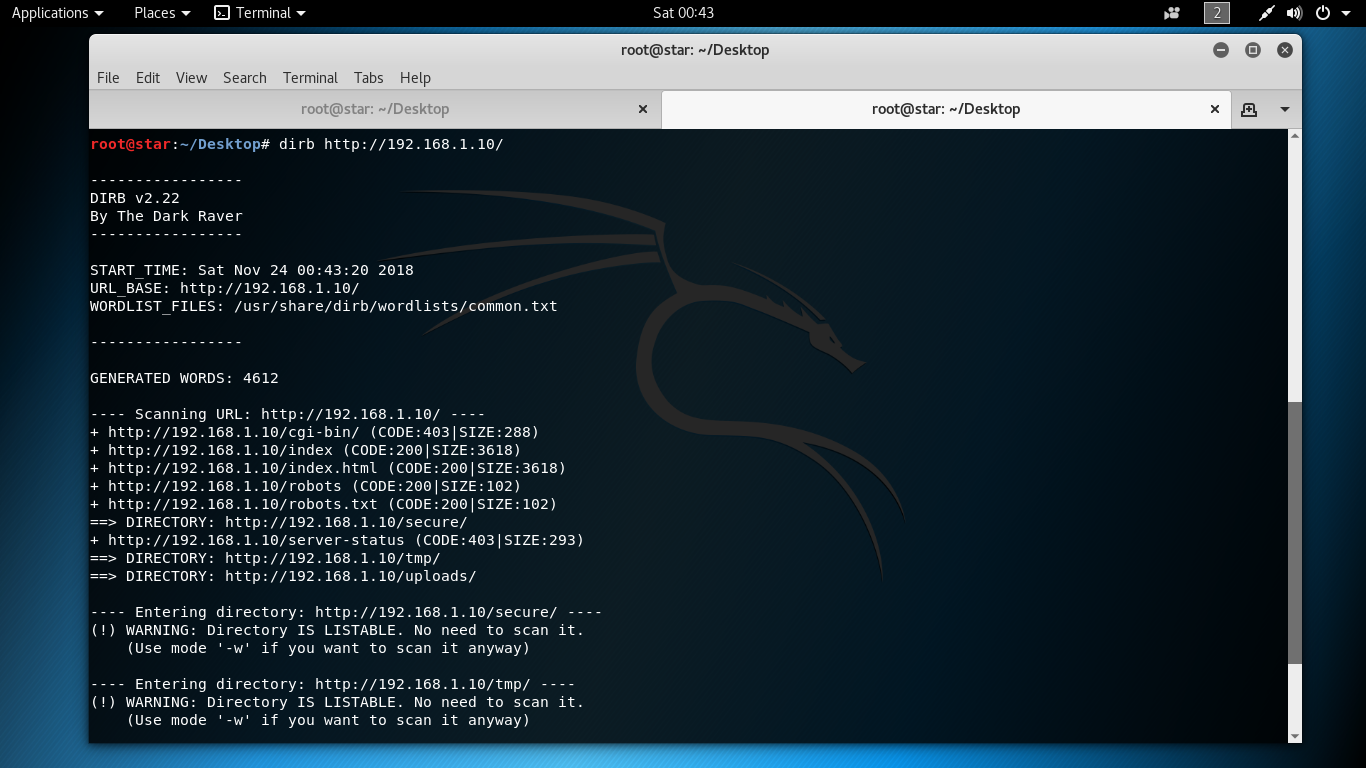 Applications Places Terminal Sat 00:43 2
root@star: ~/Desktop
File Edit View Search Terminal Tabs Help
root@star: ~/Desktop root@star: ~/Desktop
root@star:~/Desktop# dirb http://192.168.1.10/
-----------------
DIRB v2.22
By The Dark Raver
-----------------
START_TIME: Sat Nov 24 00:43:20 2018
URL_BASE: http://192.168.1.10/
WORDLIST_FILES: /usr/share/dirb/wordlists/common.txt
-----------------
GENERATED WORDS: 4612
---- Scanning URL: http://192.168.1.10/ ----
+ http://192.168.1.10/cgi-bin/ (CODE:403|SIZE:288)
+ http://192.168.1.10/index (CODE:200|SIZE:3618)
+ http://192.168.1.10/index.html (CODE:200|SIZE:3618)
+ http://192.168.1.10/robots (CODE:200|SIZE:102)
+ http://192.168.1.10/robots.txt (CODE:200|SIZE:102)
==> DIRECTORY: http://192.168.1.10/secure/
+ http://192.168.1.10/server-status (CODE:403|SIZE:293)
==> DIRECTORY: http://192.168.1.10/tmp/
==> DIRECTORY: http://192.168.1.10/uploads/
---- Entering directory: http://192.168.1.10/secure/ ----
(!) WARNING: Directory IS LISTABLE. No need to scan it.
(Use mode '-w' if you want to scan it anyway)
---- Entering directory: http://192.168.1.10/tmp/ ----
(!) WARNING: Directory IS LISTABLE. No need to scan it.
(Use mode '-w' if you want to scan it anyway)